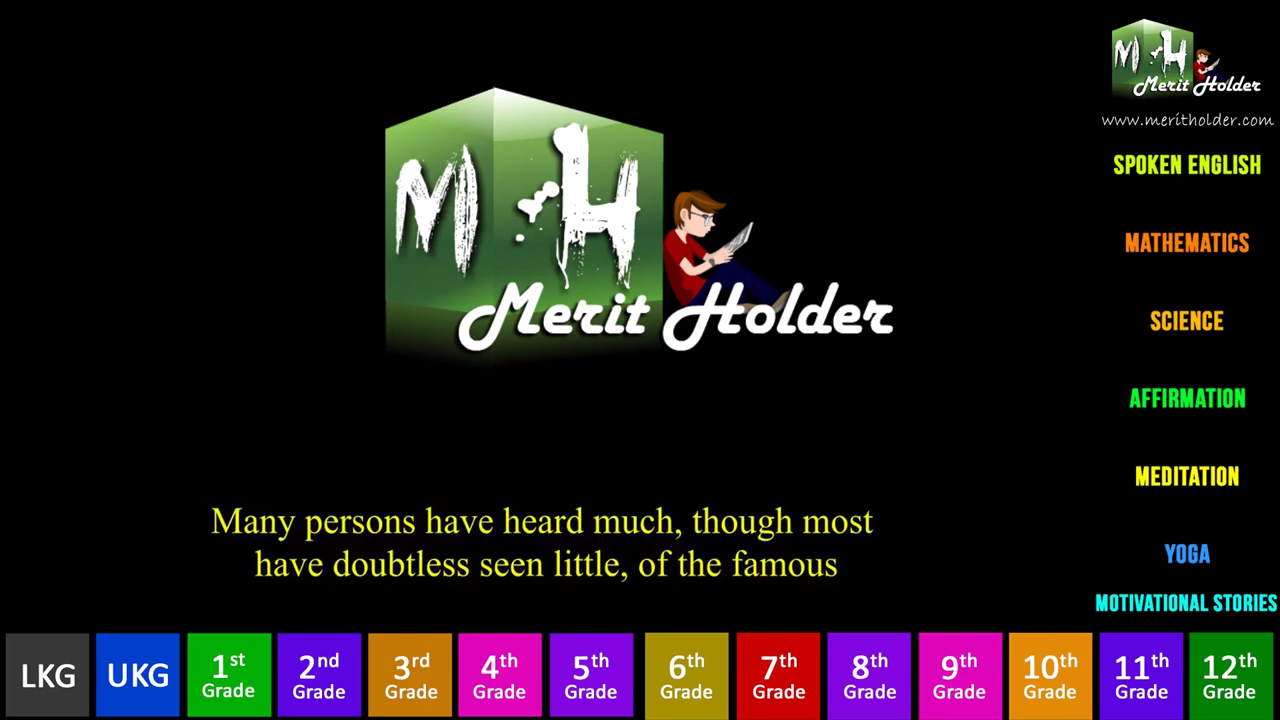 M H
Merit Holder
www.meritholder.com
SPOKEN ENGLISH
MATHEMATICS
M H
Merit Holder
SCIENCE
AFFIRMATION
MEDITATION
Many persons have heard much, though most
have doubtless seen little, of the famous
YOGA
MOTIVATIONAL STORIES
LKG
UKG
1st
Grade
2nd
Grade
3rd
Grade
4th
Grade
5th
Grade
6th
Grade
7th
Grade
8th
Grade
9th
Grade
10th
Grade
11th
Grade
12th
Grade